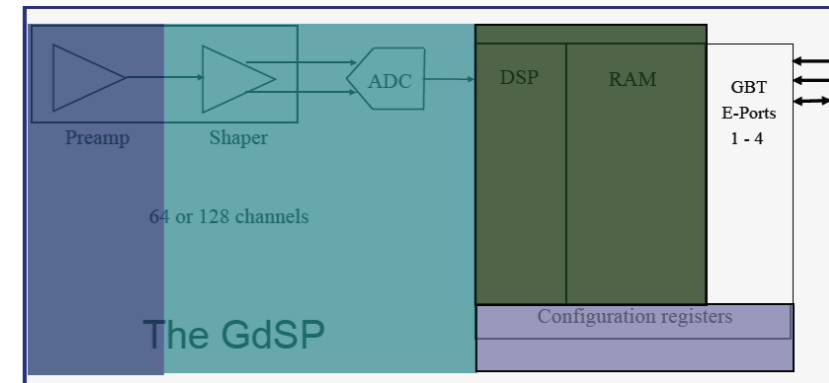 ADC
DSP
RAM
GBT
E-Ports
1 - 4
Preamp
Shaper
64 or 128 channels
The GdSP
Configuration registers